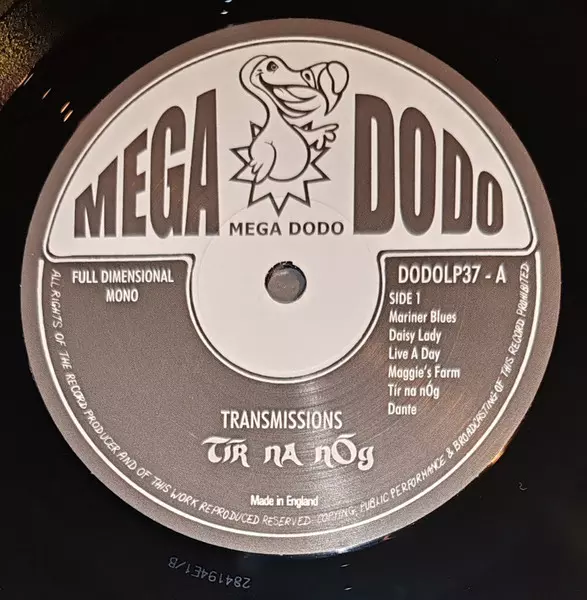 MEGA DODO
MEGA DODO
FULL DIMENSIONAL
MONO
DODOLP37 - A
SIDE 1
Mariner Blues
Daisy Lady
Live A Day
Maggie's Farm
Tír na nÓg
Dante
TRANSMISSIONS
Tír na nÓg
Made in England
ALL RIGHTS OF THE RECORD PRODUCER AND OF THIS WORK REPRODUCED RESERVED. COPYING, PUBLIC PERFORMANCE & BROADCASTING OF THIS RECORD PROHIBITED.
284194E1/B